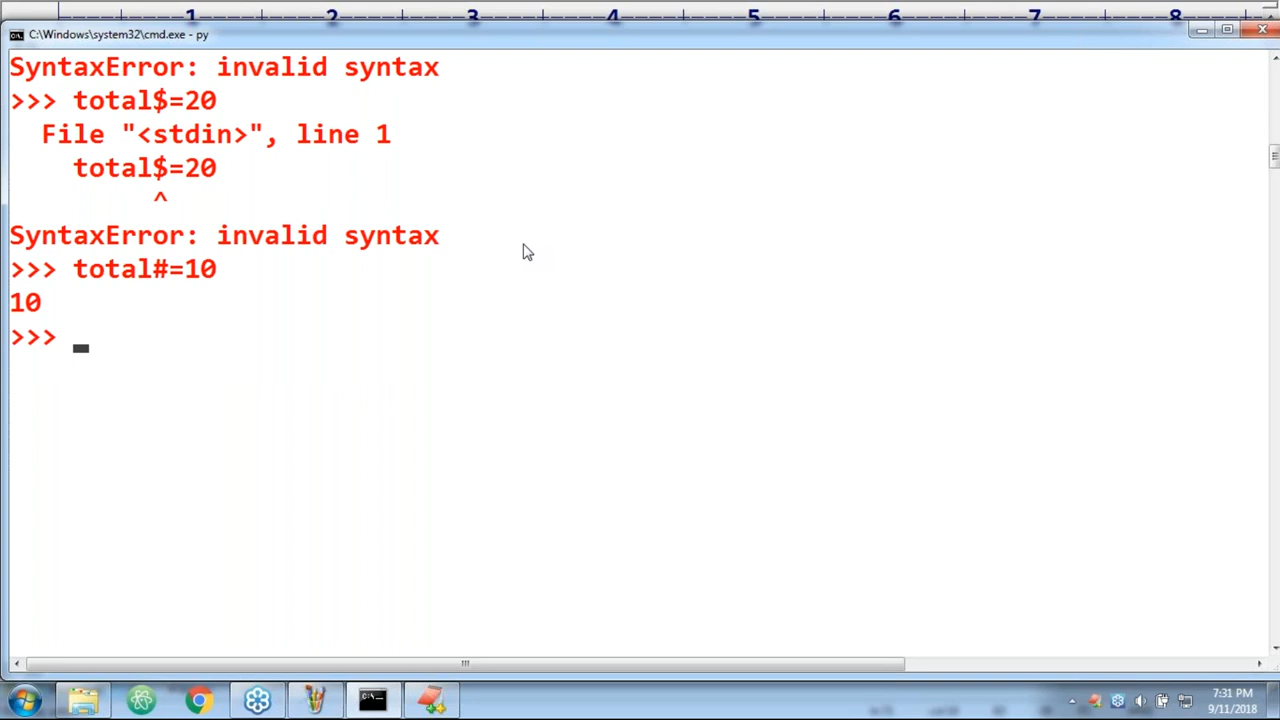 1 2 3 4 5 6 7 8
C:\Windows\system32\cmd.exe - py
SyntaxError: invalid syntax
>>> total$=20
  File "<stdin>", line 1
    total$=20
         ^
SyntaxError: invalid syntax
>>> total#=10
10
>>>
7:31 PM
9/11/2018